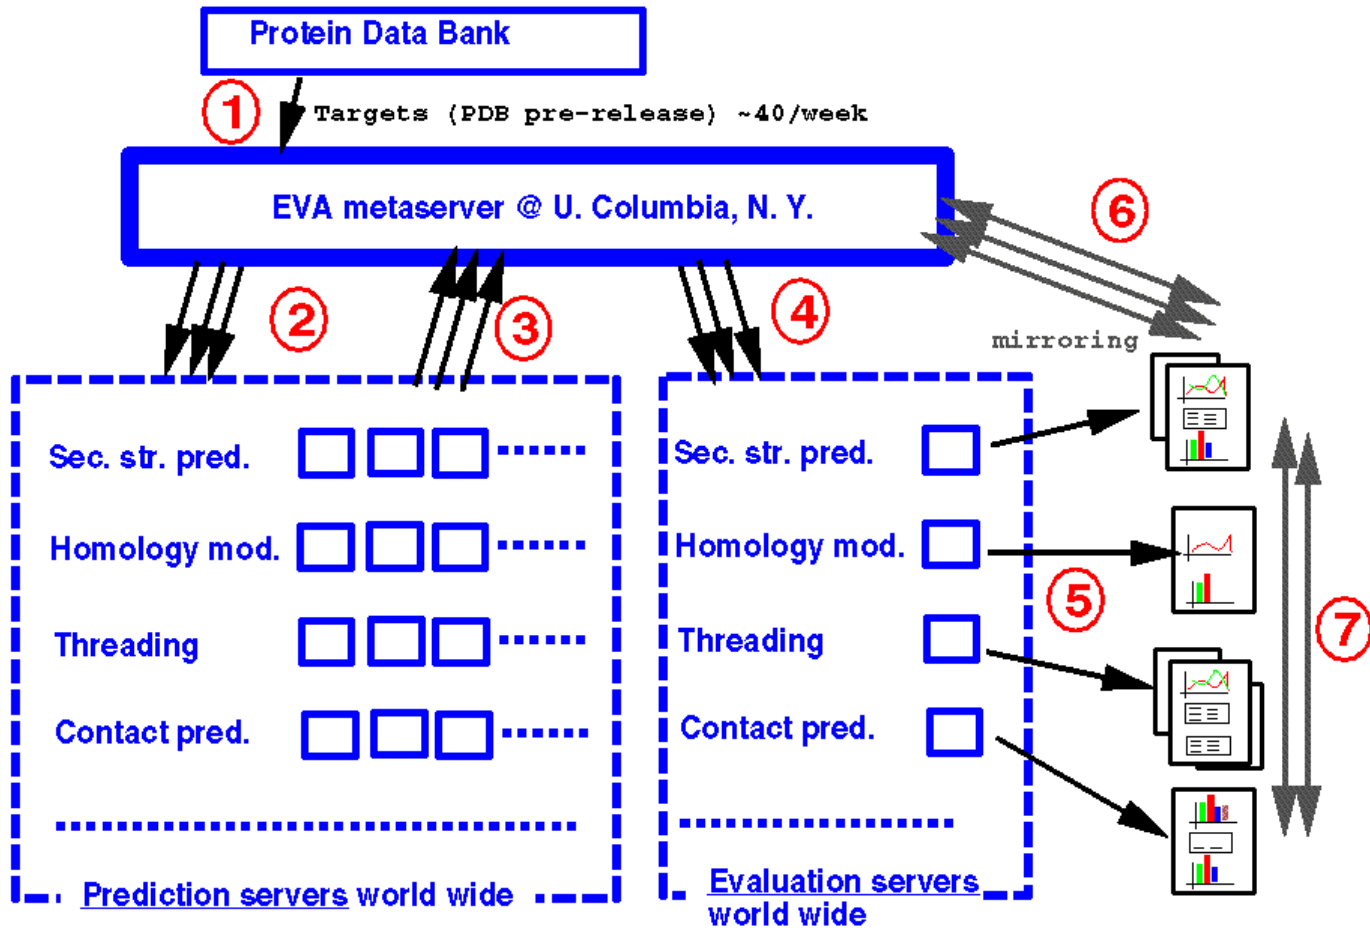 Protein Data Bank
1
Targets (PDB pre-release) ~40/week
EVA metaserver @ U. Columbia, N. Y.
6
2
3
4
mirroring
Sec. str. pred.
Homology mod.
Threading
Contact pred.
Prediction servers world wide
Sec. str. pred.
Homology mod.
Threading
Contact pred.
Evaluation servers
world wide
5
7